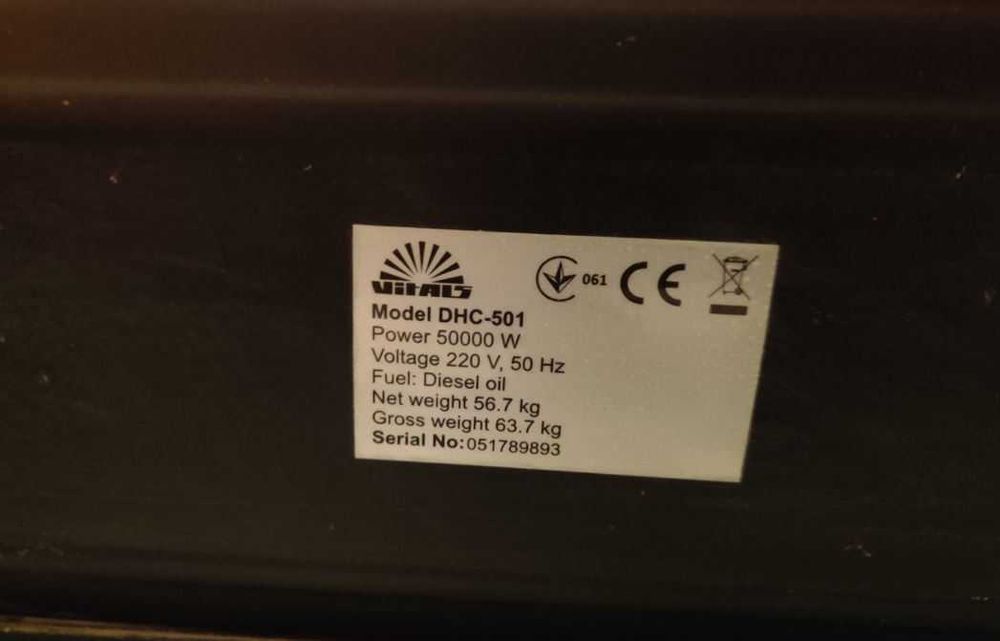 ViTALS
061 CE
Model DHC-501
Power 50000 W
Voltage 220 V, 50 Hz
Fuel: Diesel oil
Net weight 56.7 kg
Gross weight 63.7 kg
Serial No:051789893